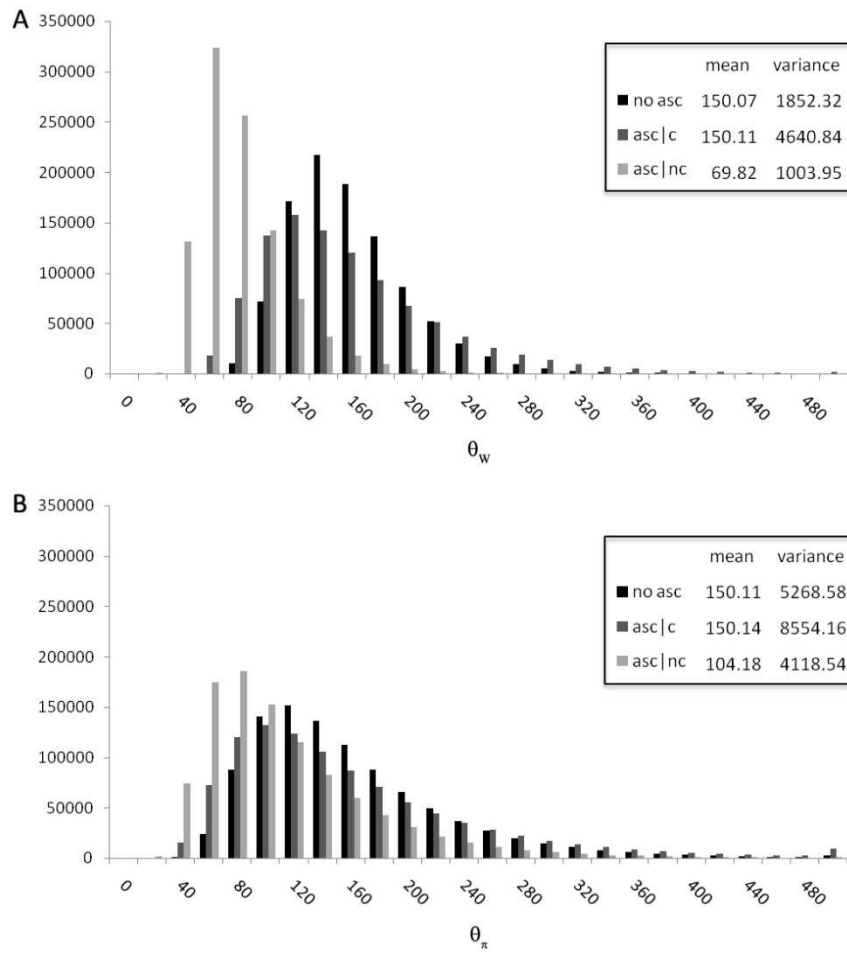 A
350000
300000
250000
200000
150000
100000
50000
0
0 40 80 120 160 200 240 280 320 360 400 440 480
θW
mean variance
no asc 150.07 1852.32
asc|c 150.11 4640.84
asc|nc 69.82 1003.95
B
350000
300000
250000
200000
150000
100000
50000
0
0 40 80 120 160 200 240 280 320 360 400 440 480
θπ
mean variance
no asc 150.11 5268.58
asc|c 150.14 8554.16
asc|nc 104.18 4118.54